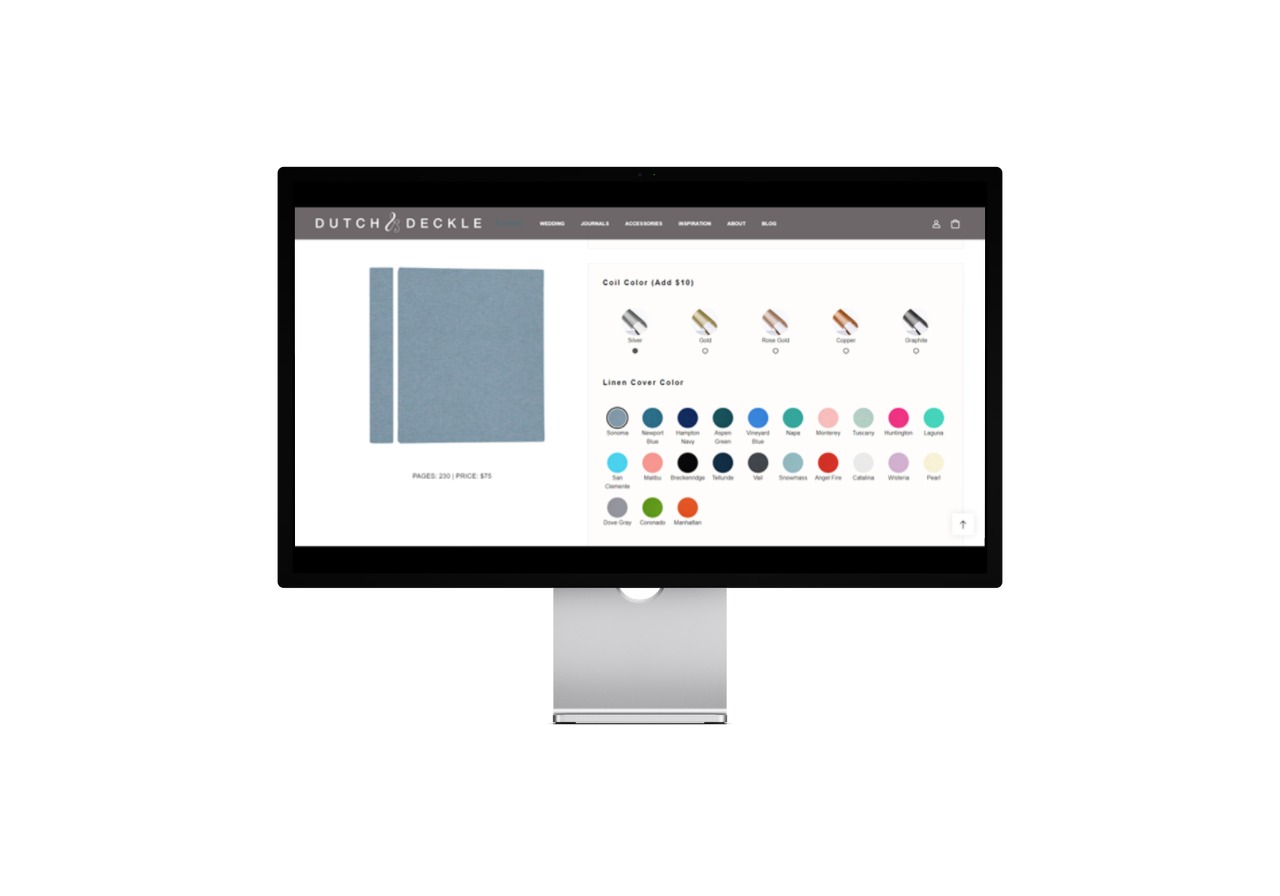 DUTCH & DECKLE
WEDDING JOURNALS ACCESSORIES INSPIRATION ABOUT BLOG
Coil Color (Add $10)
Silver Gold Rose Gold Copper Graphite
Linen Cover Color
Sonoma Newport Hampton Aspen Vineyard Napa Monterey Tuscany Huntington Laguna
Blue Navy Green Blue
San Malibu Breckenridge Telluride Vail Snowmass Angel Fire Catalina Wisteria Pearl
Clemente
Dove Gray Coronado Manhattan
PAGES: 230 | PRICE: $75